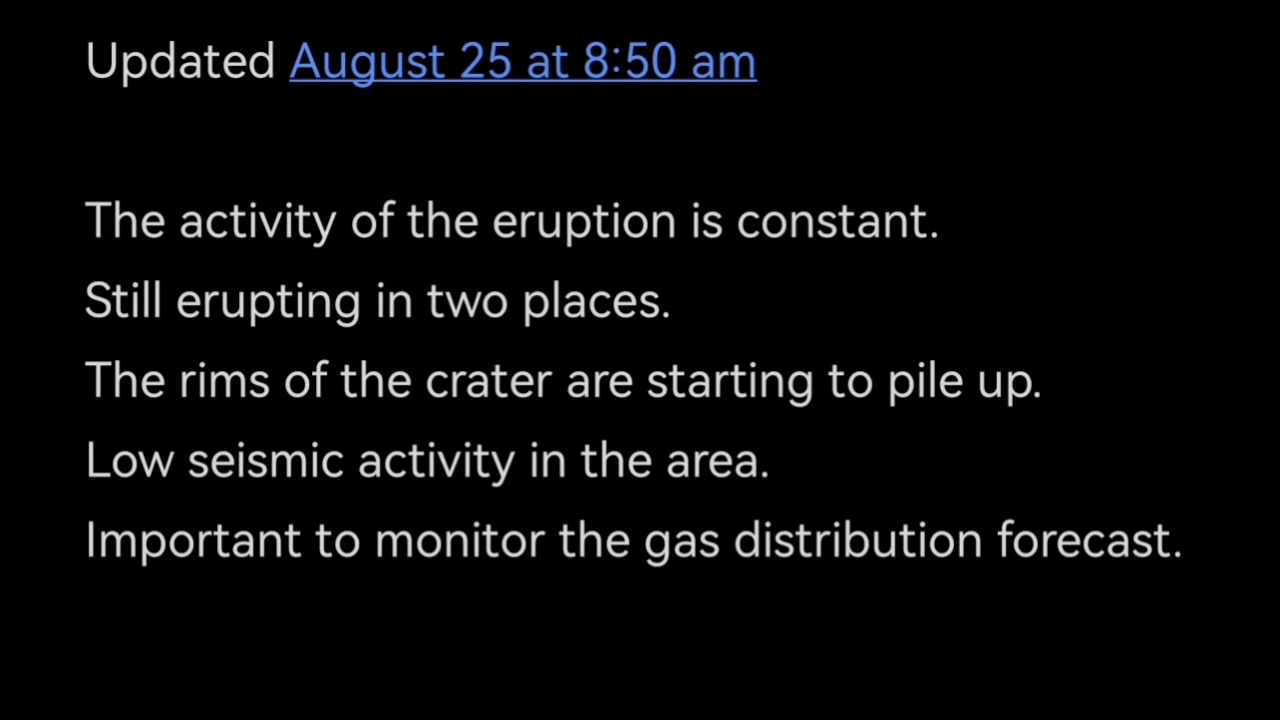 Updated August 25 at 8:50 am
The activity of the eruption is constant.
Still erupting in two places.
The rims of the crater are starting to pile up.
Low seismic activity in the area.
Important to monitor the gas distribution forecast.